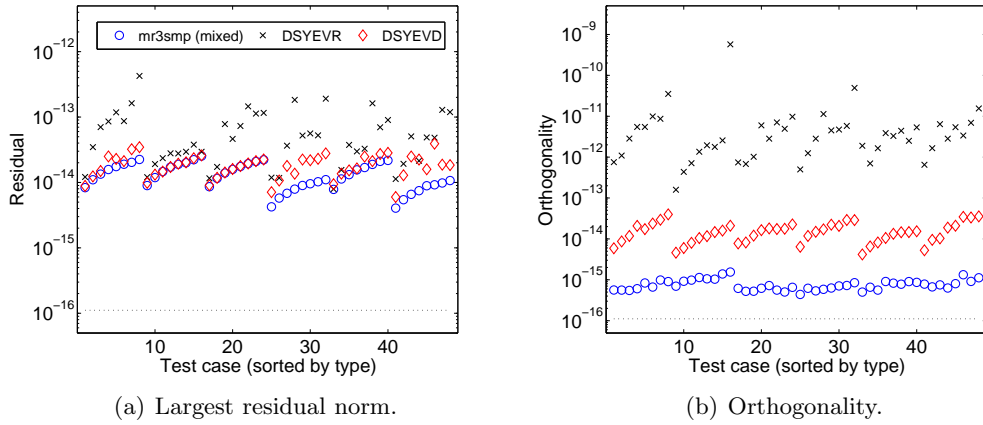 mr3smp (mixed) DSYEVR DSYEVD
Residual
10^-12
10^-13
10^-14
10^-15
10^-16
10 20 30 40
Test case (sorted by type)
(a) Largest residual norm.
Orthogonality
10^-9
10^-10
10^-11
10^-12
10^-13
10^-14
10^-15
10^-16
10 20 30 40
Test case (sorted by type)
(b) Orthogonality.